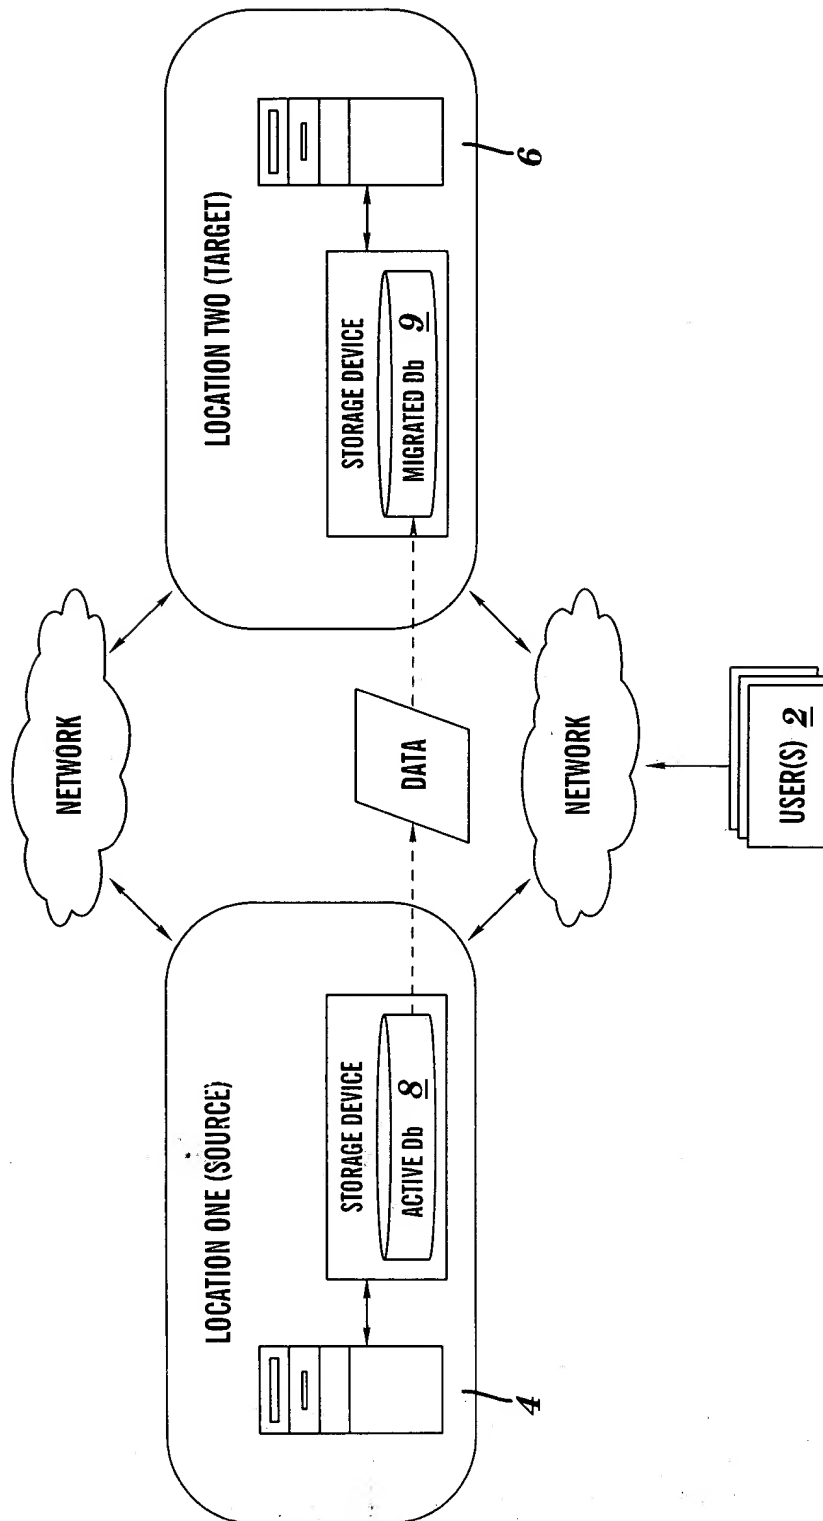 NETWORK
LOCATION ONE (SOURCE)
LOCATION TWO (TARGET)
STORAGE DEVICE
ACTIVE Db 8
4
DATA
STORAGE DEVICE
MIGRATED Db 9
6
NETWORK
USER(S) 2